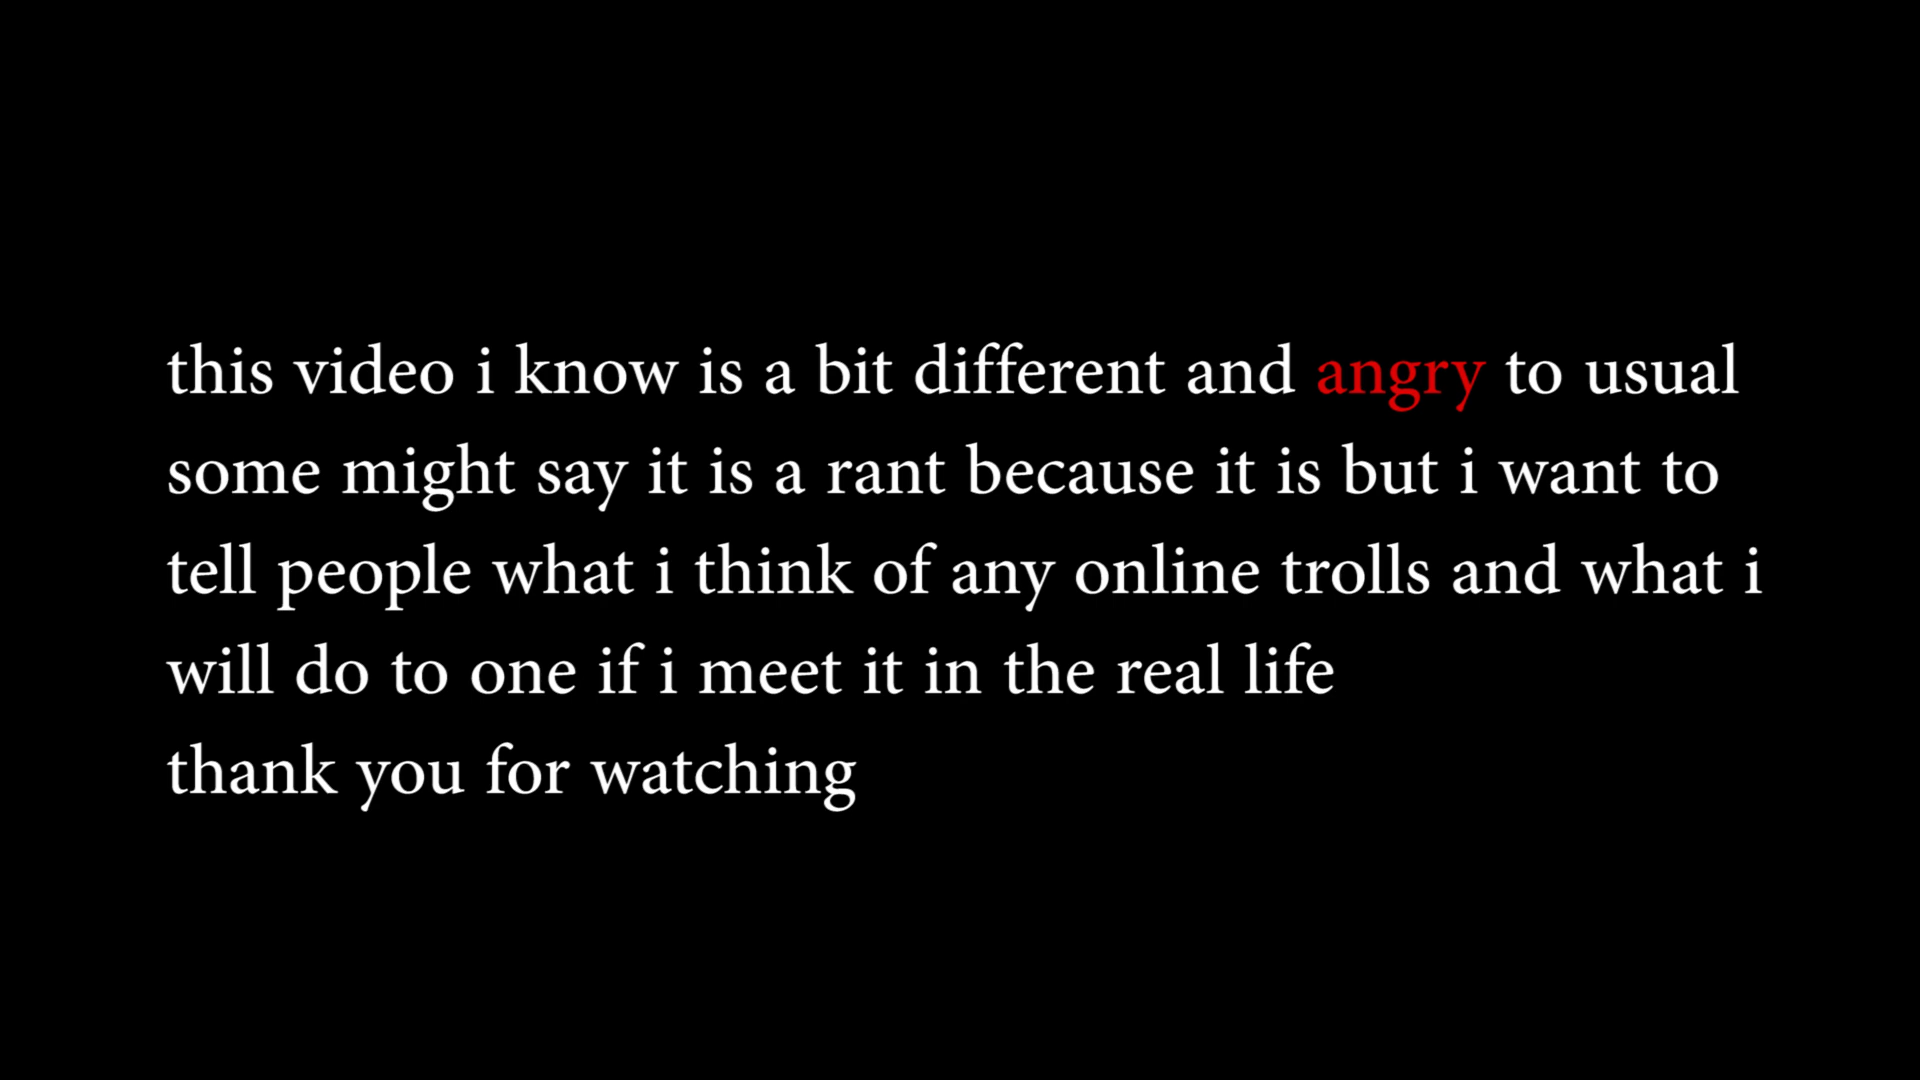 this video i know is a bit different and angry to usual
some might say it is a rant because it is but i want to
tell people what i think of any online trolls and what i
will do to one if i meet it in the real life
thank you for watching